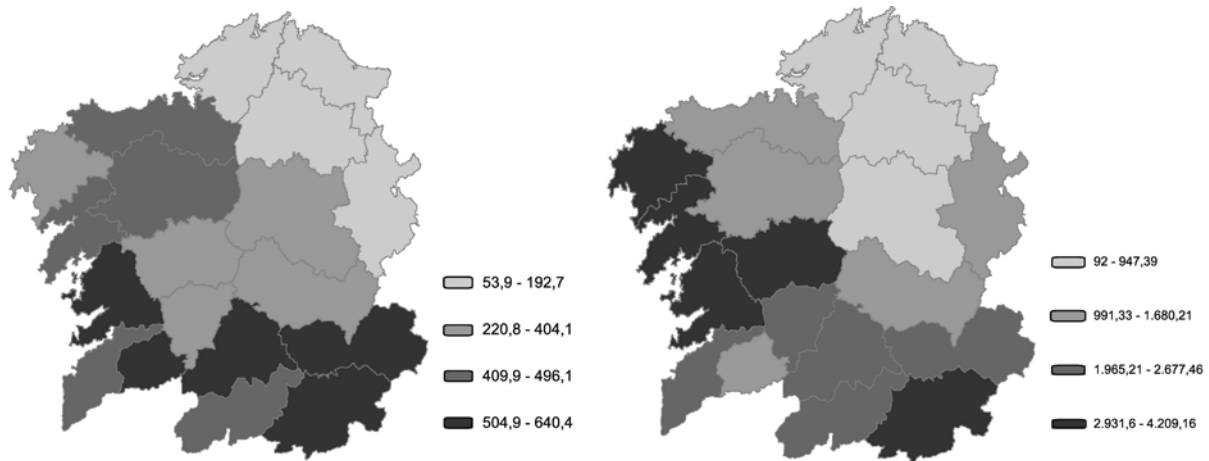 53,9 - 192,7
220,8 - 404,1
409,9 - 496,1
504,9 - 640,4
92 - 947,39
991,33 - 1.680,21
1.965,21 - 2.677,46
2.931,6 - 4.209,16